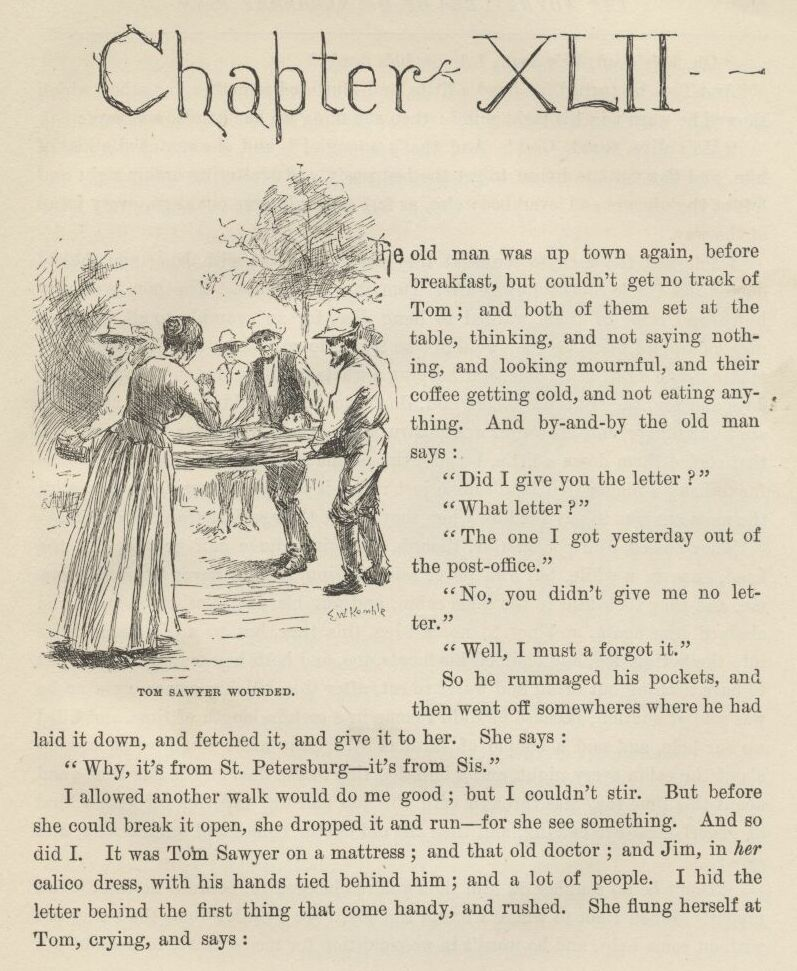 Chapter XLII
The old man was up town again, before
breakfast, but couldn't get no track of
Tom; and both of them set at the
table, thinking, and not saying noth-
ing, and looking mournful, and their
coffee getting cold, and not eating any-
thing. And by-and-by the old man
says:
"Did I give you the letter?"
"What letter?"
"The one I got yesterday out of
the post-office."
"No, you didn't give me no let-
ter."
"Well, I must a forgot it."
So he rummaged his pockets, and
then went off somewheres where he had
laid it down, and fetched it, and give it to her. She says:
"Why, it's from St. Petersburg—it's from Sis."
I allowed another walk would do me good; but I couldn't stir. But before
she could break it open, she dropped it and run—for she see something. And so
did I. It was Tom Sawyer on a mattress; and that old doctor; and Jim, in her
calico dress, with his hands tied behind him; and a lot of people. I hid the
letter behind the first thing that come handy, and rushed. She flung herself at
Tom, crying, and says:
E.W. Kemble
TOM SAWYER WOUNDED.